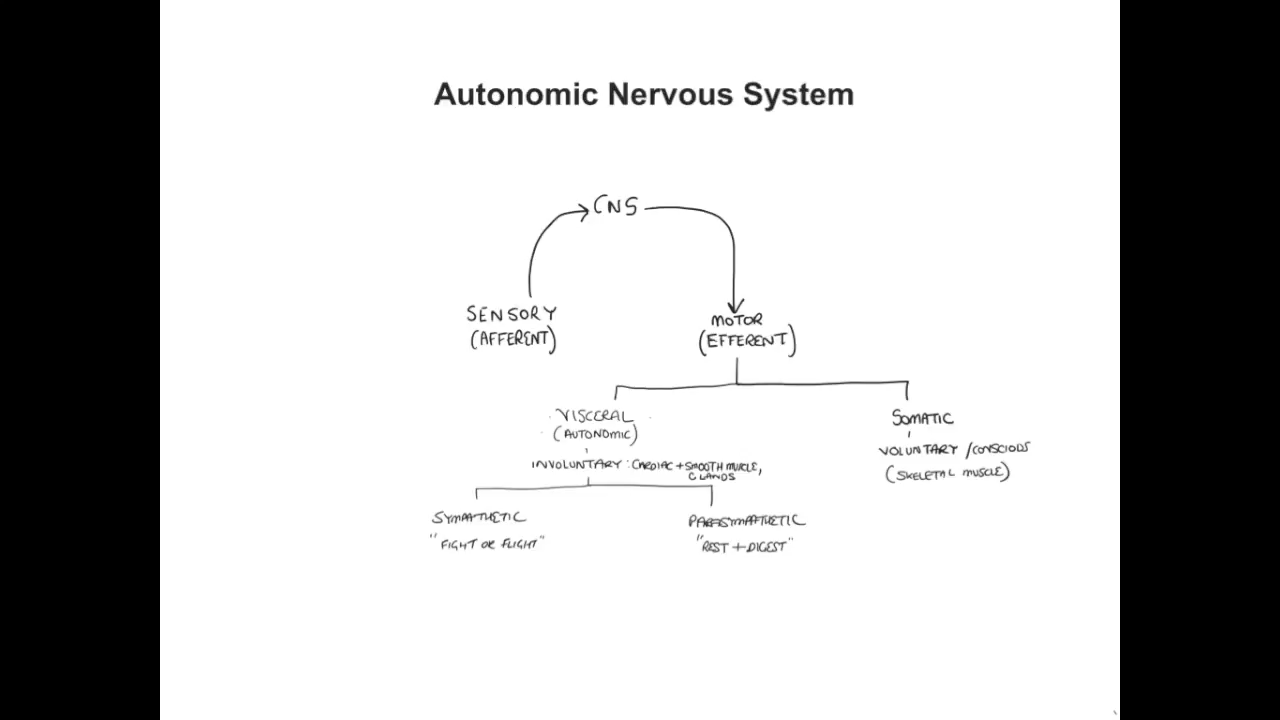 Autonomic Nervous System
CNS
SENSORY
(AFFERENT)
MOTOR
(EFFERENT)
VISCERAL
(AUTONOMIC)
INVOLUNTARY: CARDIAC + SMOOTH MUSCLE,
GLANDS
SOMATIC
VOLUNTARY / CONSCIOUS
(SKELETAL MUSCLE)
SYMPATHETIC
"FIGHT OR FLIGHT"
PARASYMPATHETIC
"REST + DIGEST"